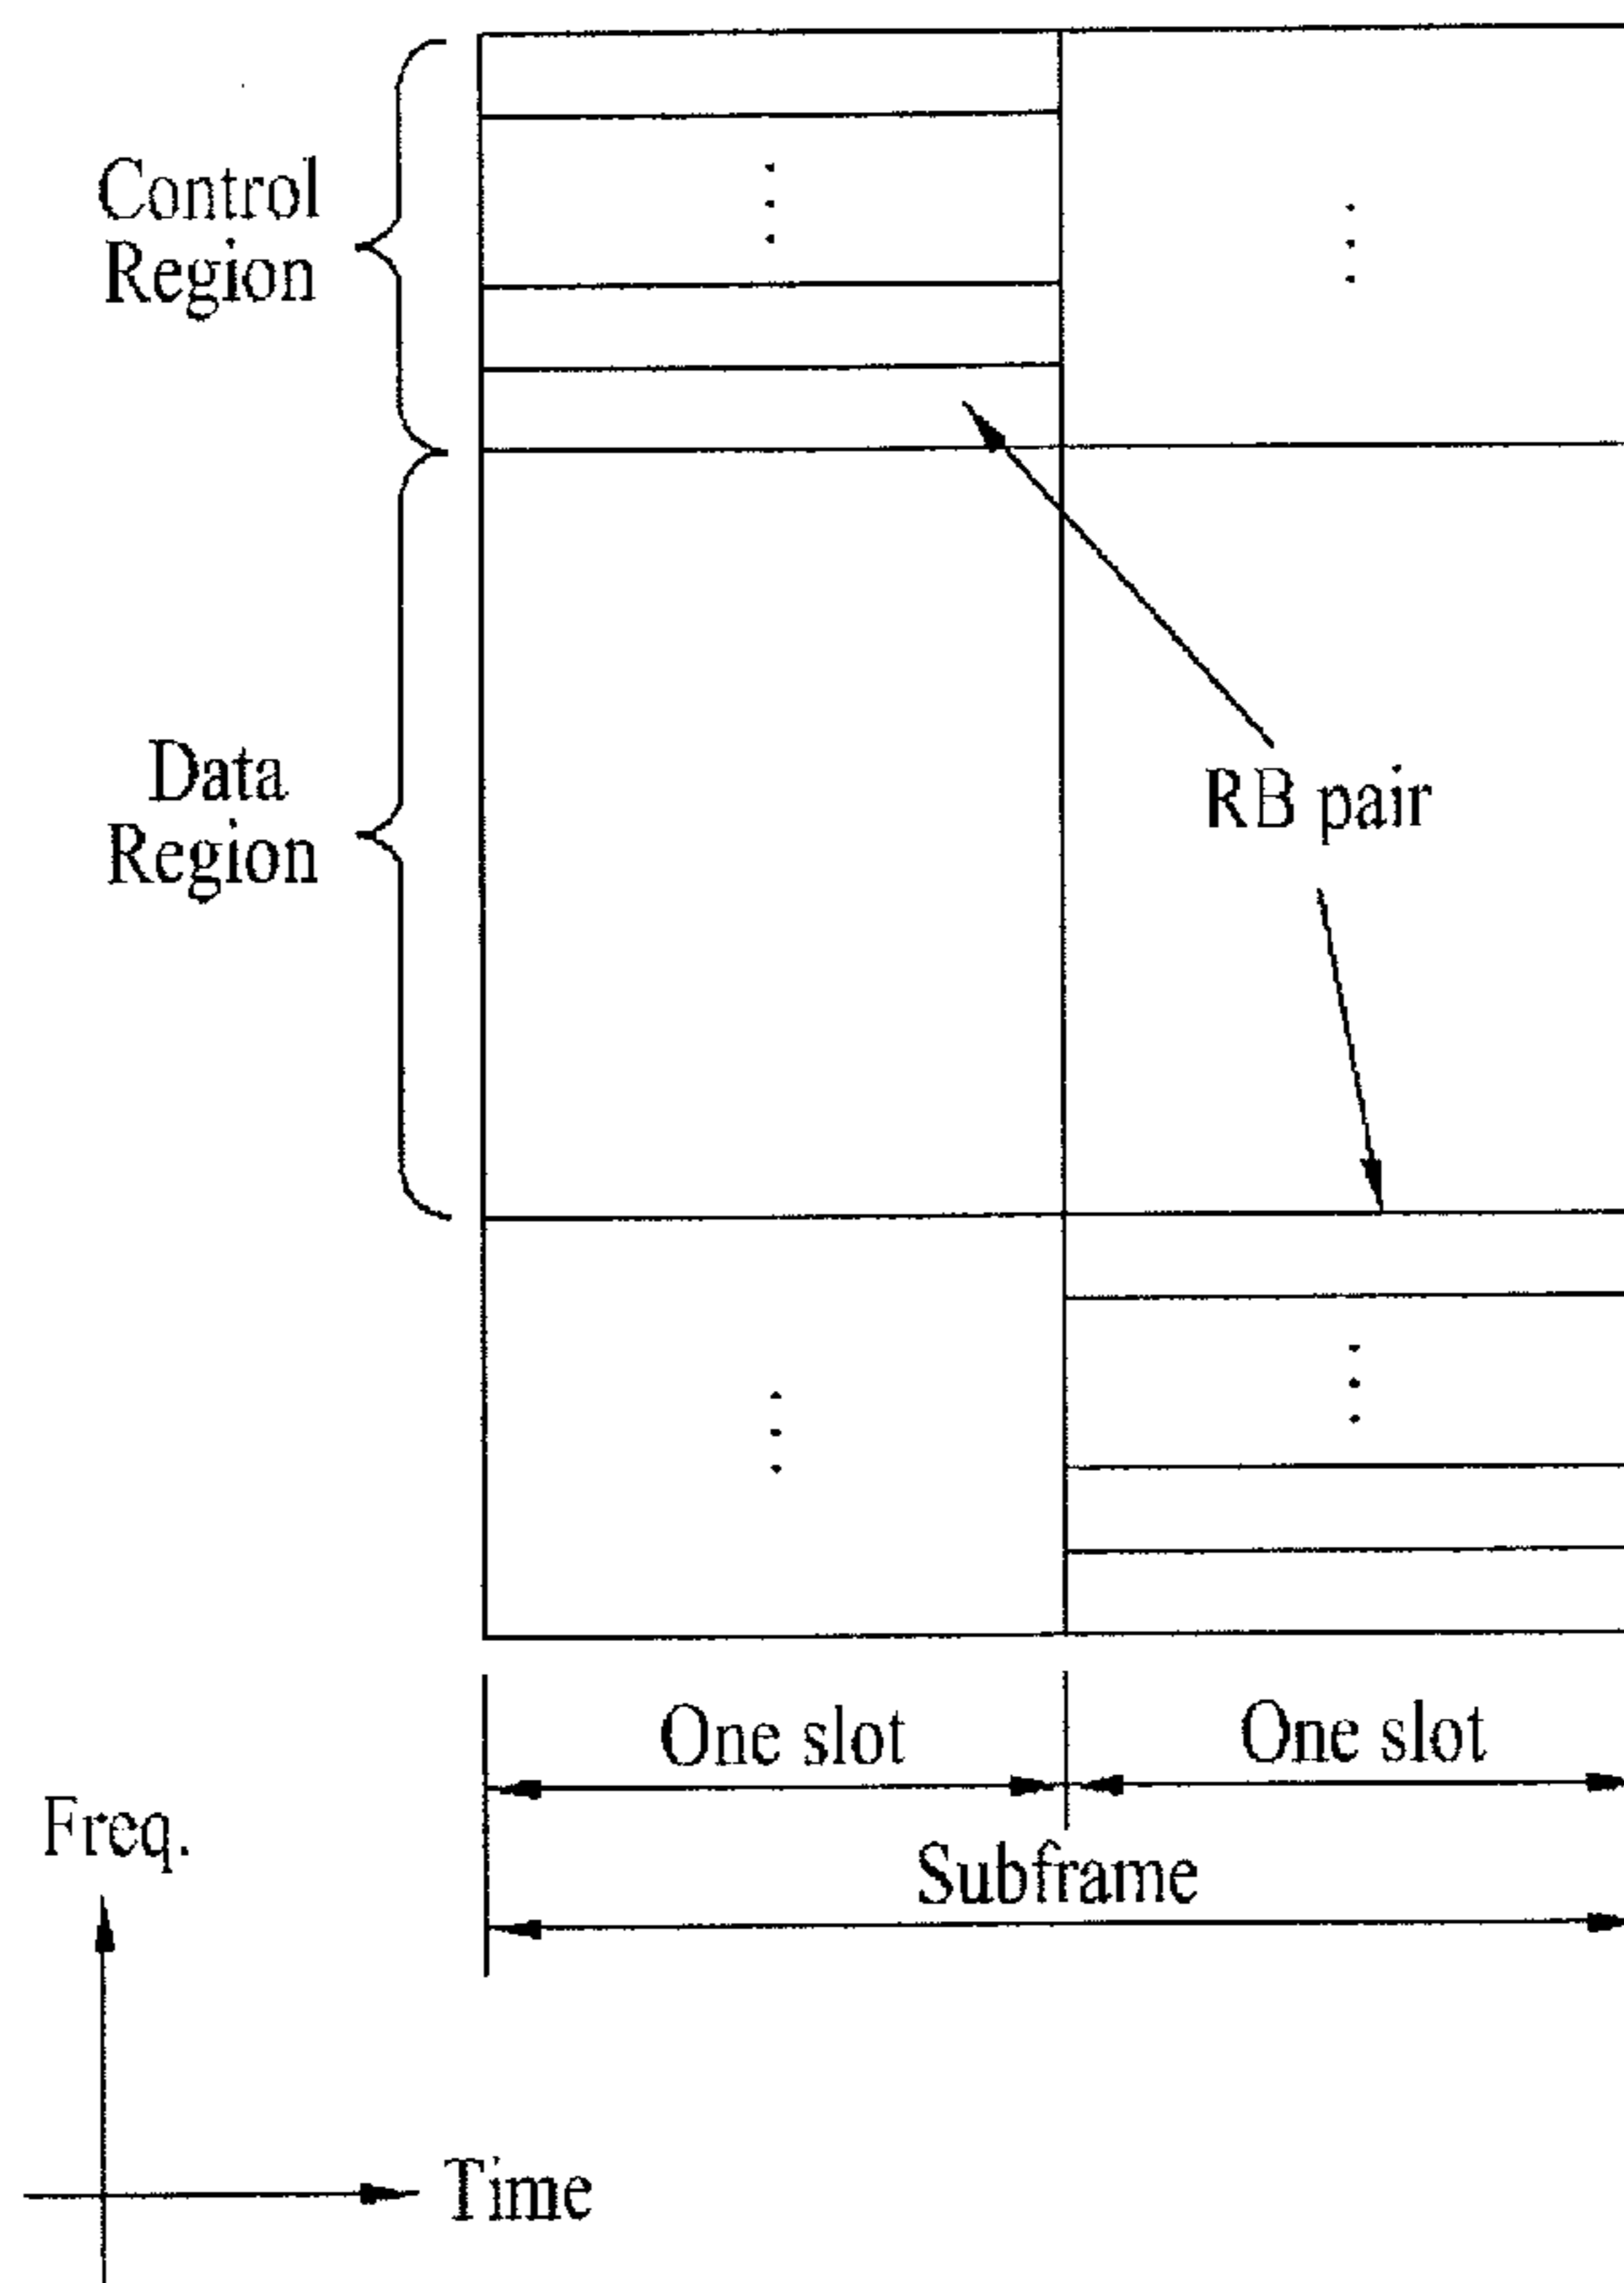 Control
Region
Data
Region
RB pair
One slot
One slot
Subframe
Freq.
Time